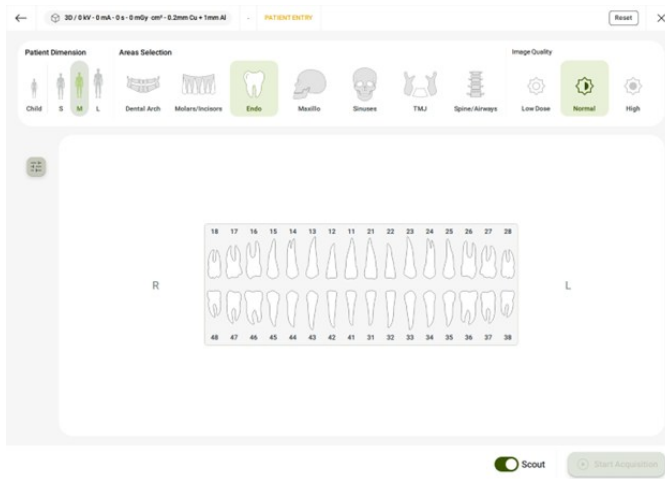 3D / 0 kV - 0 mA - 0 s - 0 mGy· cm² - 0.2mm Cu + 1mm Al - PATIENT ENTRY Reset
Patient Dimension Areas Selection Image Quality
Child S M L Dental Arch Molars/Incisors Endo Maxillo Sinuses TMJ Spine/Airways Low Dose Normal High
18 17 16 15 14 13 12 11 21 22 23 24 25 26 27 28
R L
48 47 46 45 44 43 42 41 31 32 33 34 35 36 37 38
Scout Start Acquisition